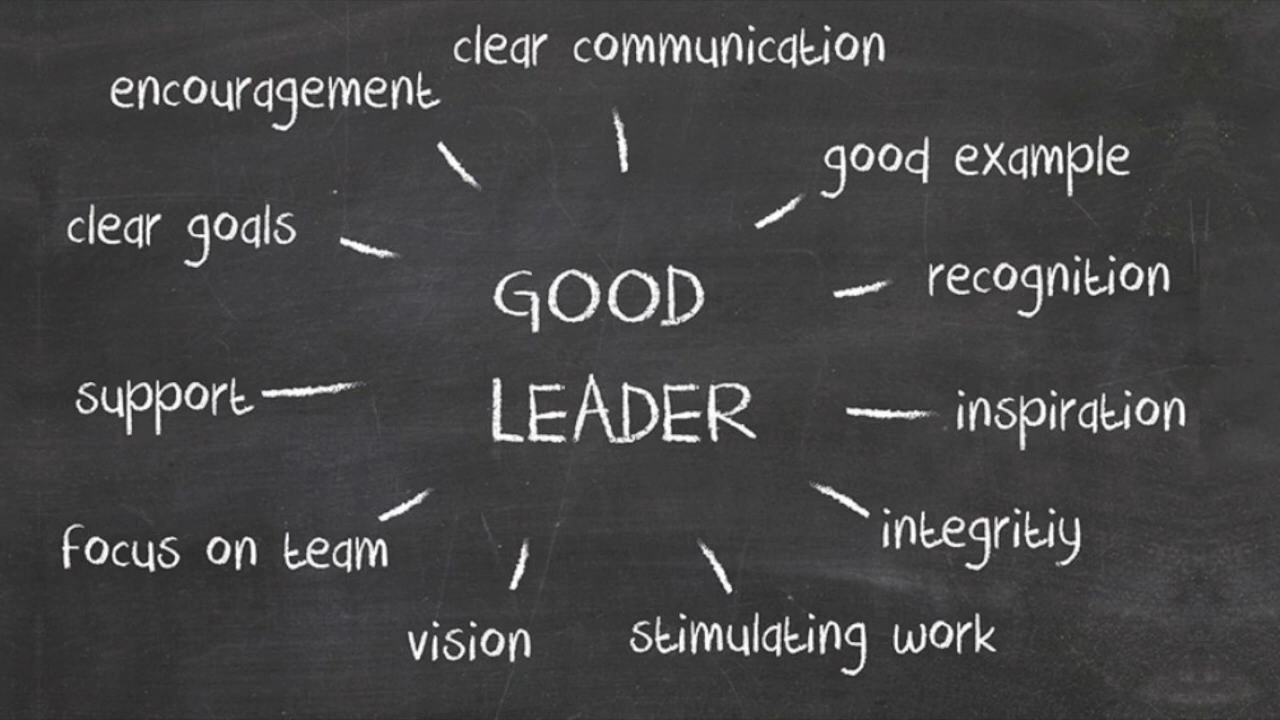 clear communication
encouragement
good example
clear goals
recognition
GOOD
LEADER
support
inspiration
focus on team
integritiy
vision
stimulating work